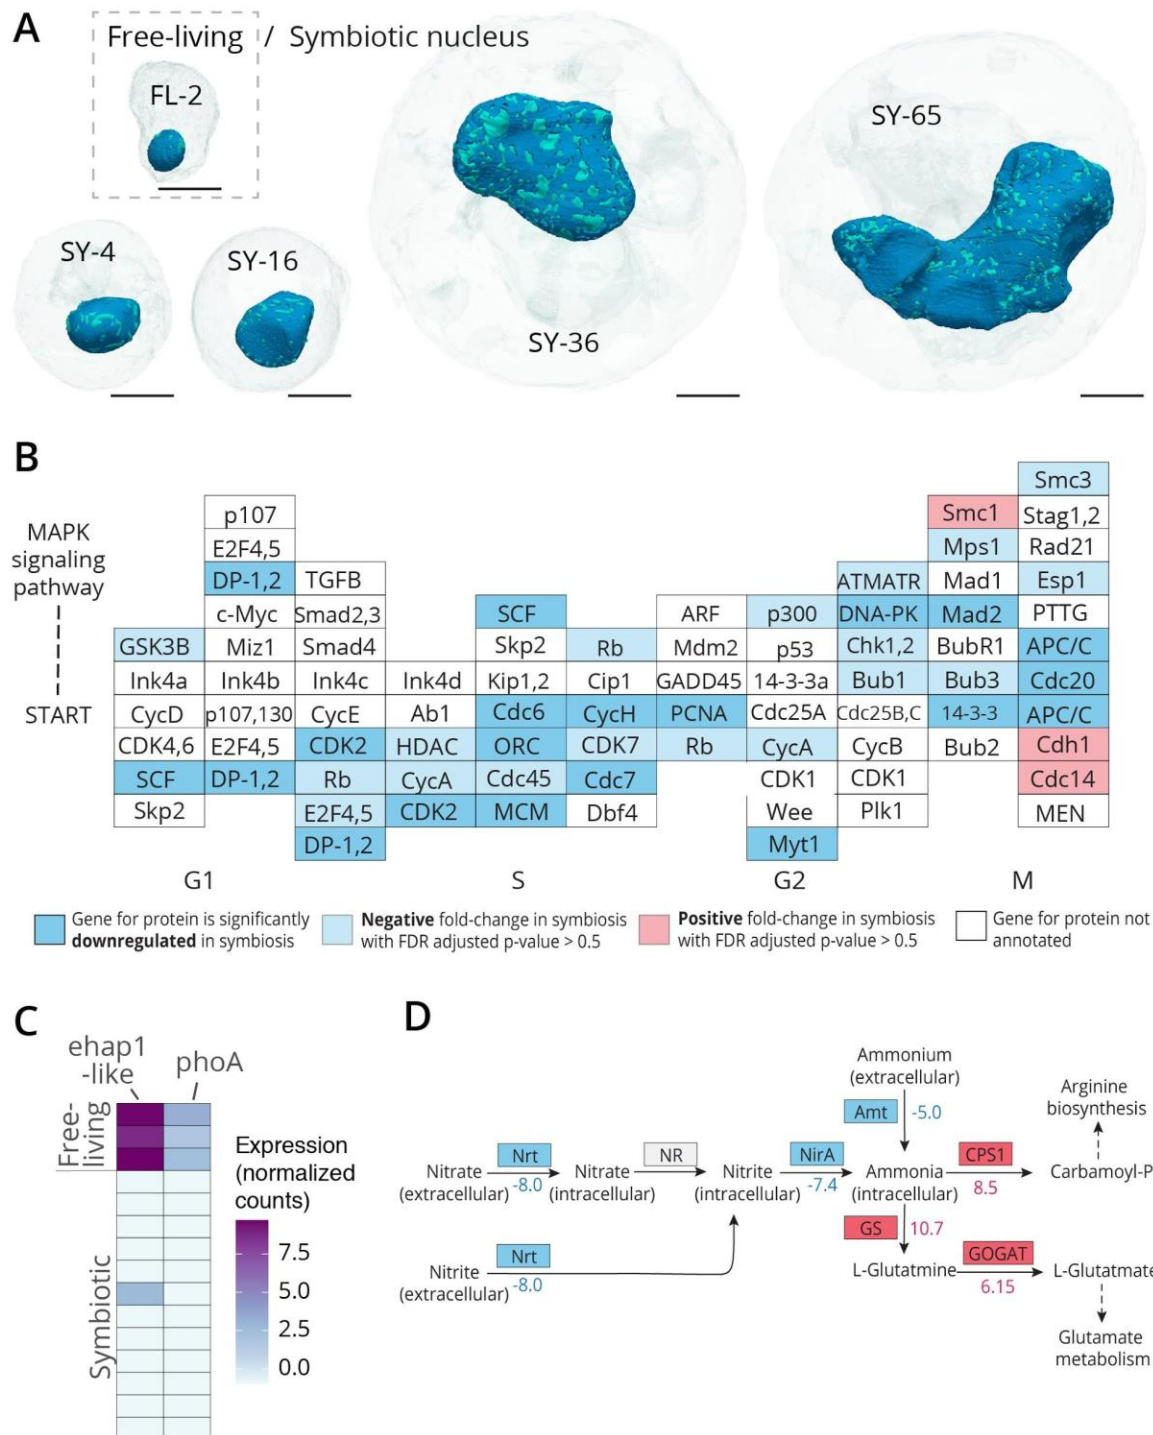 A
Free-living / Symbiotic nucleus
FL-2
SY-4
SY-16
SY-36
SY-65
B
MAPK
signaling
pathway
START
GSK3B
Ink4a
CycD
CDK4,6
SCF
Skp2
p107
E2F4,5
DP-1,2
c-Myc
Miz1
Ink4b
p107,130
E2F4,5
DP-1,2
TGFB
Smad2,3
Smad4
Ink4c
CycE
CDK2
Rb
E2F4,5
DP-1,2
Ink4d
Ab1
HDAC
CycA
CDK2
SCF
Skp2
Kip1,2
Cdc6
ORC
Cdc45
MCM
Rb
Cip1
CycH
CDK7
Cdc7
Dbf4
ARF
Mdm2
GADD45
PCNA
Rb
p300
p53
14-3-3a
Cdc25A
CycA
CDK1
Wee
Myt1
ATMATR
DNA-PK
Chk1,2
Bub1
Cdc25B,C
CycB
CDK1
Plk1
Smc1
Mps1
Mad1
Mad2
BubR1
Bub3
14-3-3
Bub2
Smc3
Stag1,2
Rad21
Esp1
PTTG
APC/C
Cdc20
APC/C
Cdh1
Cdc14
MEN
G1
S
G2
M
Gene for protein is significantly
downregulated in symbiosis
Negative fold-change in symbiosis
with FDR adjusted p-value > 0.5
Positive fold-change in symbiosis
with FDR adjusted p-value > 0.5
Gene for protein not
annotated
C
ehap1
-like
phoA
Free-
living
Symbiotic
Expression
(normalized
counts)
7.5
5.0
2.5
0.0
D
Ammonium
(extracellular)
Amt
-5.0
Arginine
biosynthesis
Nitrate
(extracellular)
Nrt
-8.0
Nitrate
(intracellular)
NR
Nitrite
(intracellular)
NirA
-7.4
Ammonia
(intracellular)
CPS1
8.5
Carbamoyl-P
GS
10.7
Nitrite
(extracellular)
Nrt
-8.0
L-Glutatmine
GOGAT
6.15
L-Glutatmate
Glutamate
metabolism